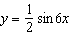 y = 1/2 sin 6x